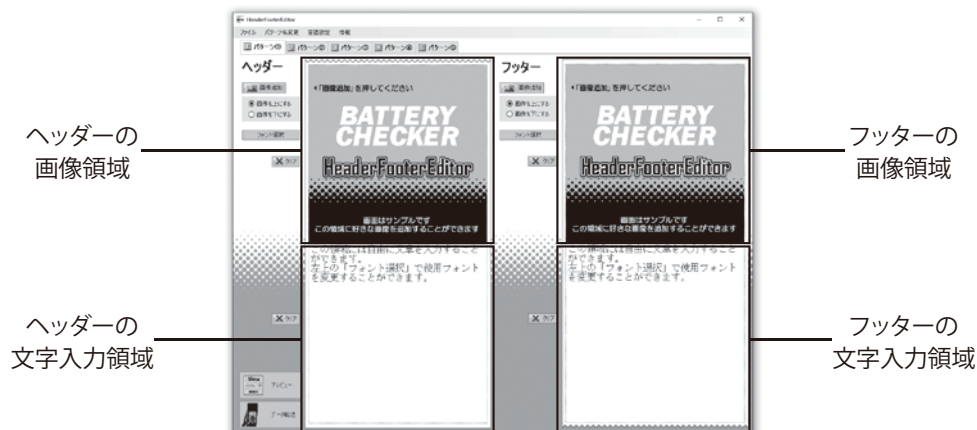 HeaderFooterEditor
ファイル パターン名変更 言語設定 情報
パターン① パターン② パターン③ パターン④ パターン⑤
ヘッダー
画像追加
画像を上にする
画像を下にする
フォント選択
クリア
クリア
プレビュー
データ転送
「画像追加」を押してください
BATTERY
CHECKER
HeaderFooterEditor
画面はサンプルです
この領域に好きな画像を追加することができます
この領域には自由に文章を入力すること
ができます。
左上の「フォント選択」で使用フォント
を変更することができます。
フッター
画像追加
画像を上にする
画像を下にする
フォント選択
クリア
クリア
「画像追加」を押してください
BATTERY
CHECKER
HeaderFooterEditor
画面はサンプルです
この領域に好きな画像を追加することができます
この領域には自由に文章を入力すること
ができます。
左上の「フォント選択」で使用フォント
を変更することができます。
ヘッダーの
画像領域
ヘッダーの
文字入力領域
フッターの
画像領域
フッターの
文字入力領域